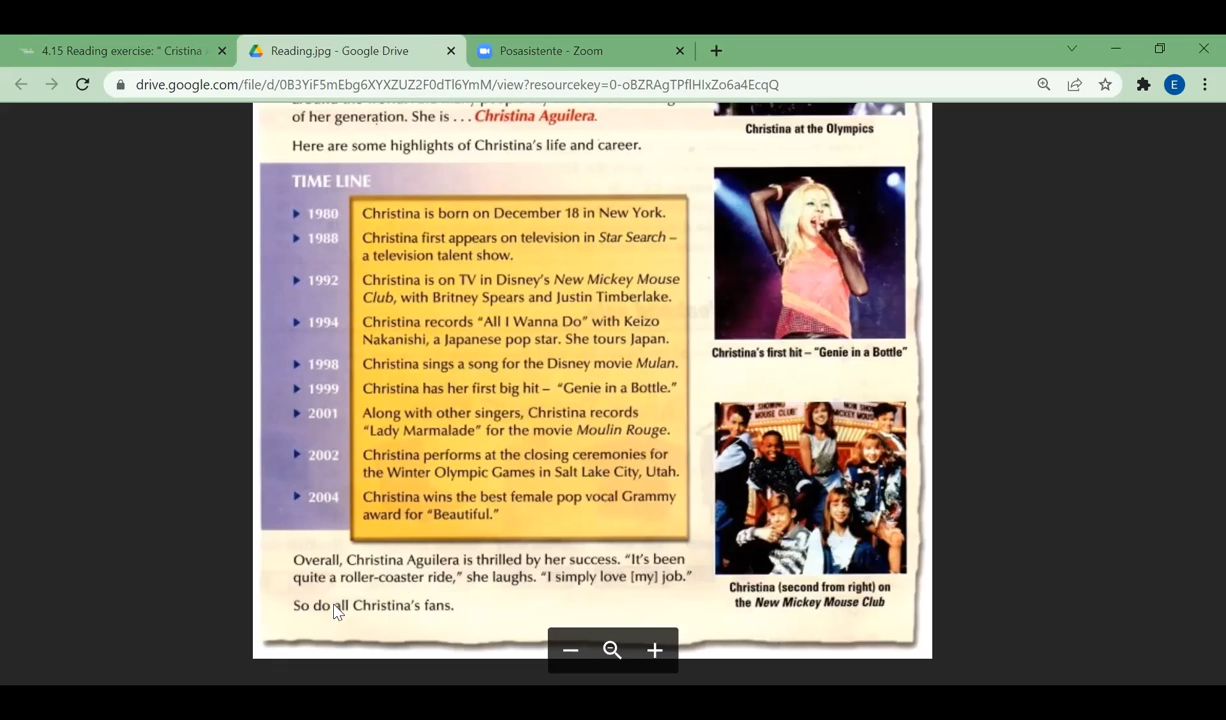 4.15 Reading exercise: " Cristina
Reading.jpg - Google Drive
Posasistente - Zoom
drive.google.com/file/d/0B3YiF5mEbg6XYXZUZ2F0dTl6YmM/view?resourcekey=0-oBZRAgTPflHIxZo6a4EcqQ
E
of her generation. She is . . . Christina Aguilera.
Here are some highlights of Christina's life and career.
TIME LINE
1980 Christina is born on December 18 in New York.
1988 Christina first appears on television in Star Search –
a television talent show.
1992 Christina is on TV in Disney's New Mickey Mouse
Club, with Britney Spears and Justin Timberlake.
1994 Christina records "All I Wanna Do" with Keizo
Nakanishi, a Japanese pop star. She tours Japan.
1998 Christina sings a song for the Disney movie Mulan.
1999 Christina has her first big hit – "Genie in a Bottle."
2001 Along with other singers, Christina records
"Lady Marmalade" for the movie Moulin Rouge.
2002 Christina performs at the closing ceremonies for
the Winter Olympic Games in Salt Lake City, Utah.
2004 Christina wins the best female pop vocal Grammy
award for "Beautiful."
Overall, Christina Aguilera is thrilled by her success. "It's been
quite a roller-coaster ride," she laughs. "I simply love [my] job."
So do all Christina's fans.
Christina at the Olympics
Christina's first hit – "Genie in a Bottle"
MOUSE CLUB
Christina (second from right) on
the New Mickey Mouse Club